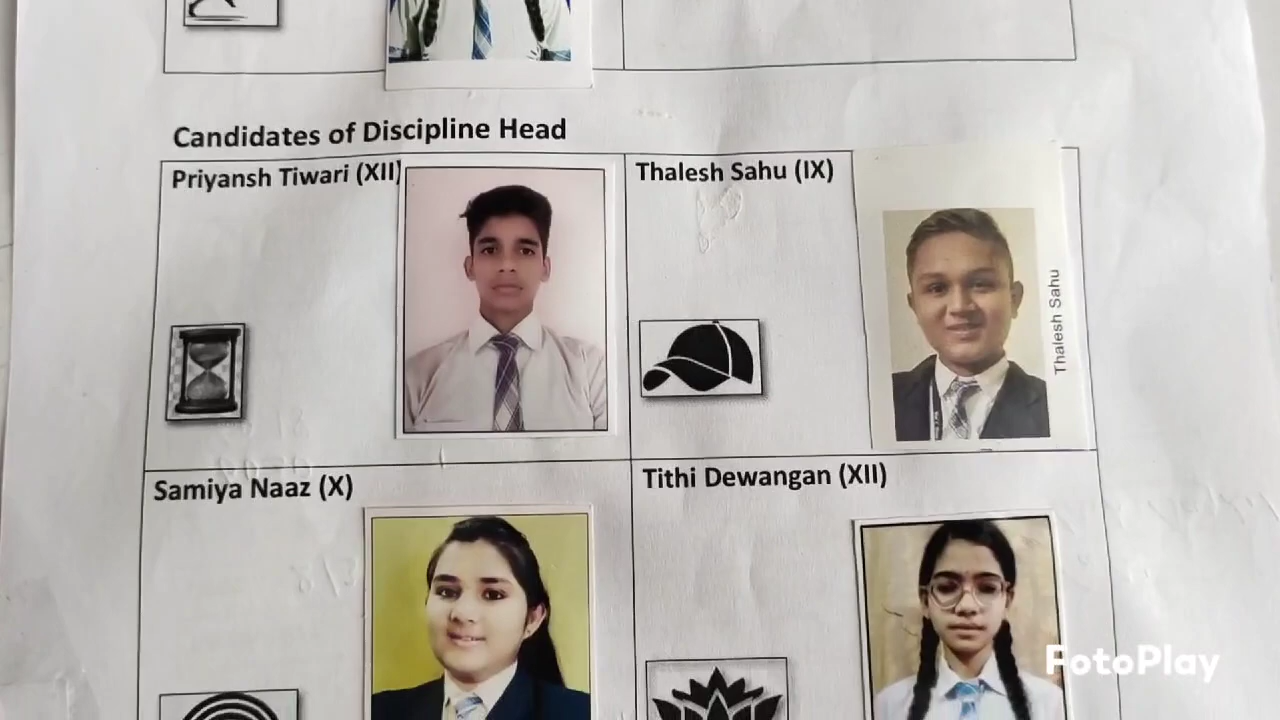 Candidates of Discipline Head
Priyansh Tiwari (XII)
Thalesh Sahu (IX)
Thalesh Sahu
Samiya Naaz (X)
Tithi Dewangan (XII)
FotoPlay